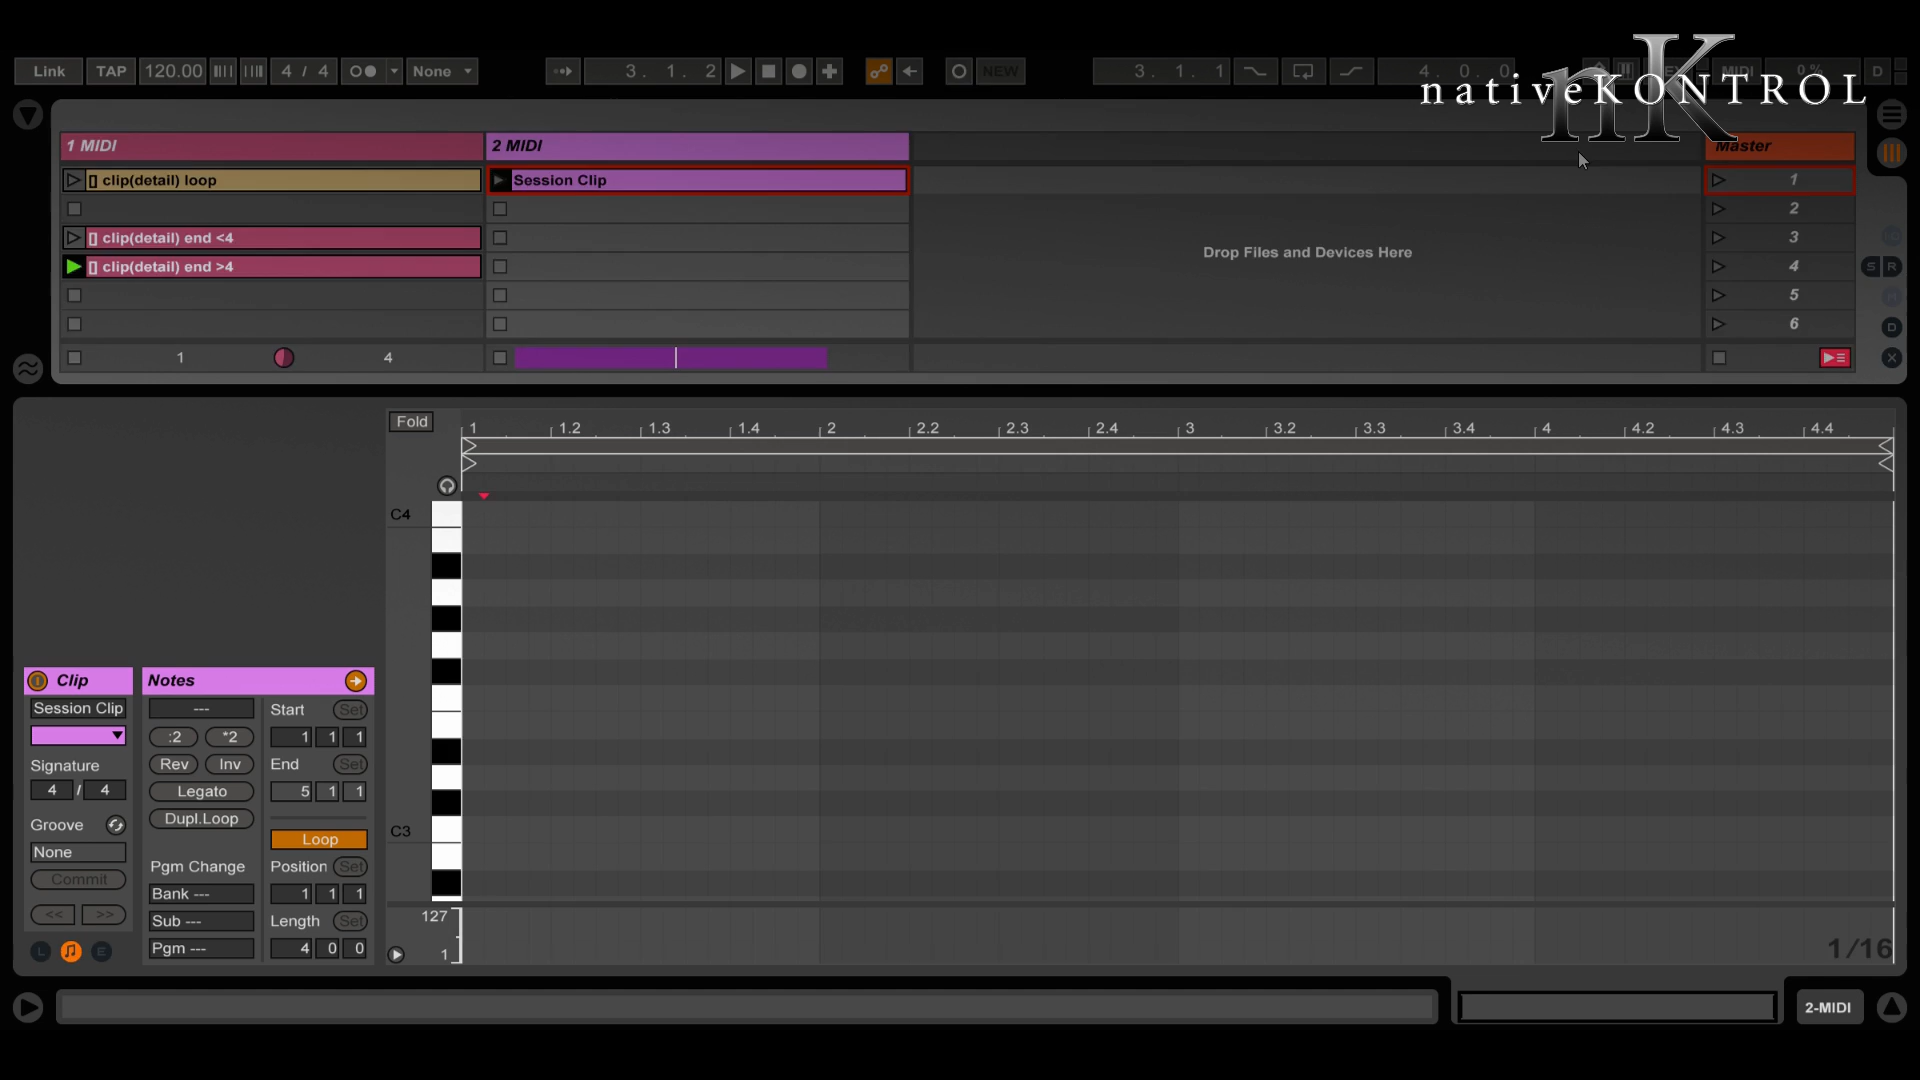 Link TAP 120.00 4 / 4 None 3. 1. 2 NEW 3. 1. 1 4. 0. 0 MIDI 0 % D
nativeKONTROL
1 MIDI 2 MIDI Master
[] clip(detail) loop Session Clip 1
2
[] clip(detail) end <4 3
Drop Files and Devices Here
[] clip(detail) end >4 4 S R
5
6 D
1 4 X
Fold 1 1.2 1.3 1.4 2 2.2 2.3 2.4 3 3.2 3.3 3.4 4 4.2 4.3 4.4
C4
Clip Notes
Session Clip --- Start Set
:2 *2 1 1 1
Signature Rev Inv End Set
4 / 4 Legato 5 1 1
Groove Dupl.Loop
C3
Loop
None
Pgm Change Position Set
Commit
Bank --- 1 1 1
<< >> Sub --- Length Set
127
L E Pgm --- 4 0 0
1
1/16
2-MIDI